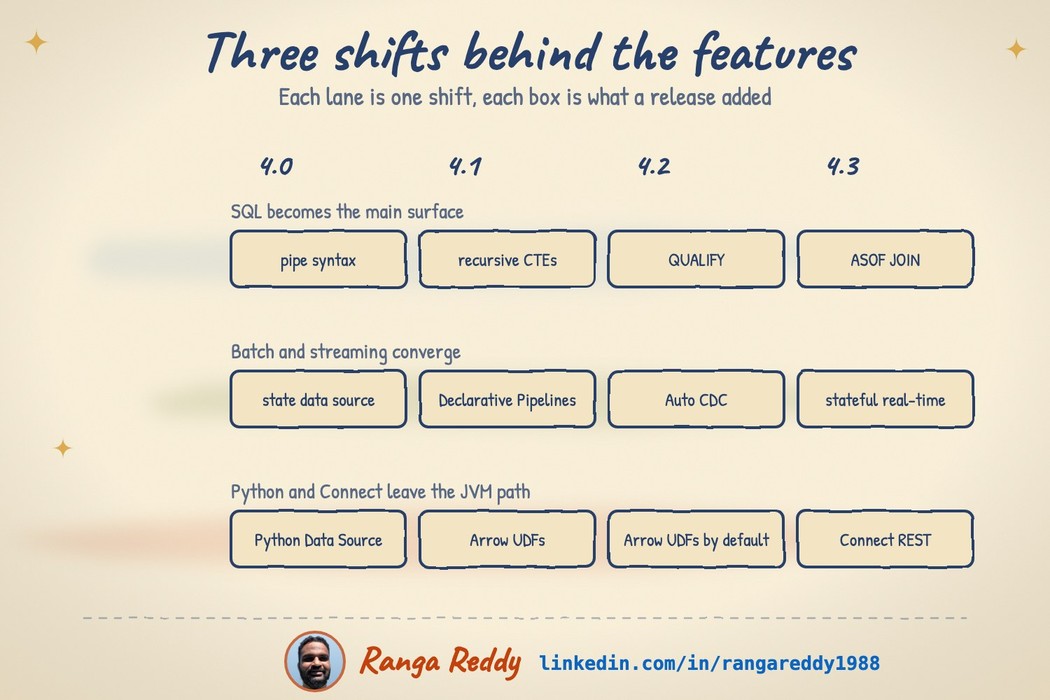 Three shifts behind the features
Each lane is one shift, each box is what a release added
4.0 4.1 4.2 4.3
SQL becomes the main surface
pipe syntax recursive CTEs QUALIFY ASOF JOIN
Batch and streaming converge
state data source Declarative Pipelines Auto CDC stateful real-time
Python and Connect leave the JVM path
Python Data Source Arrow UDFs Arrow UDFs by default Connect REST
Ranga Reddy linkedin.com/in/rangareddy1988